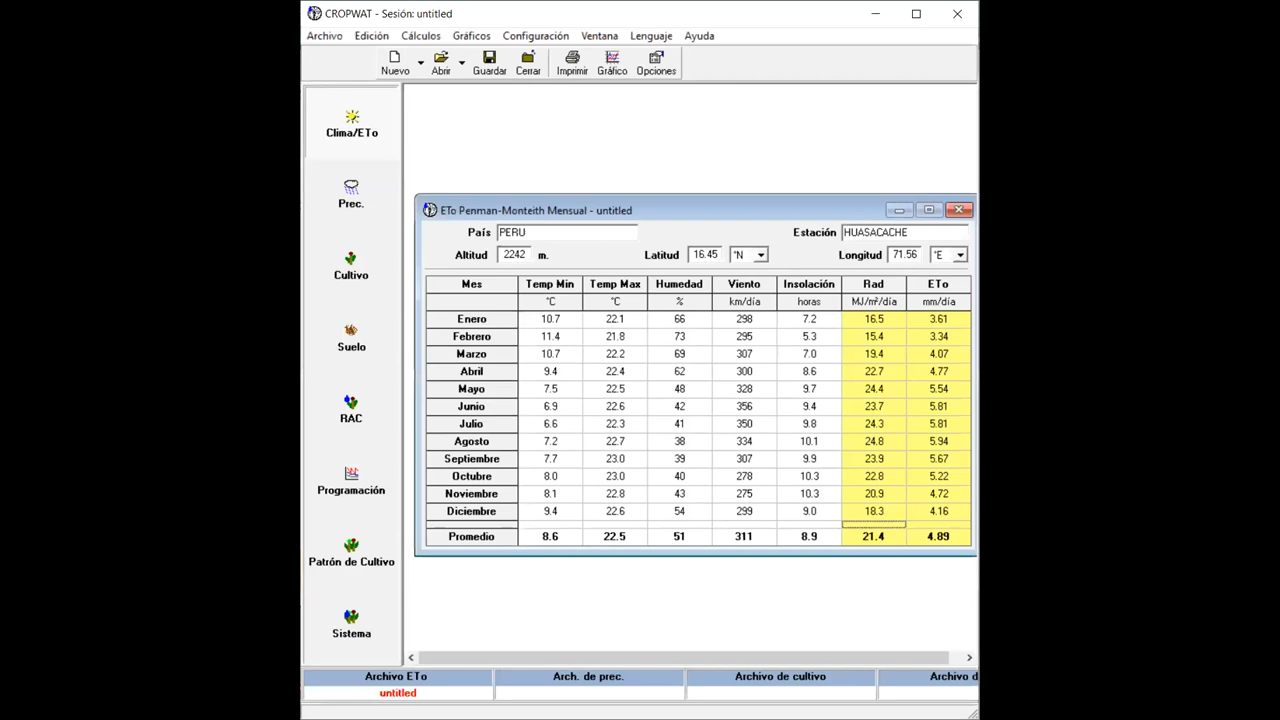 CROPWAT - Sesión: untitled
Archivo Edición Cálculos Gráficos Configuración Ventana Lenguaje Ayuda
Nuevo Abrir Guardar Cerrar Imprimir Gráfico Opciones
Clima/ETo
Prec.
Cultivo
Suelo
RAC
Programación
Patrón de Cultivo
Sistema
ETo Penman-Monteith Mensual - untitled
País PERU Estación HUASACACHE
Altitud 2242 m. Latitud 16.45 °N Longitud 71.56 °E
Mes Temp Min Temp Max Humedad Viento Insolación Rad ETo
°C °C % km/día horas MJ/m²/día mm/día
Enero 10.7 22.1 66 298 7.2 16.5 3.61
Febrero 11.4 21.8 73 295 5.3 15.4 3.34
Marzo 10.7 22.2 69 307 7.0 19.4 4.07
Abril 9.4 22.4 62 300 8.6 22.7 4.77
Mayo 7.5 22.5 48 328 9.7 24.4 5.54
Junio 6.9 22.6 42 356 9.4 23.7 5.81
Julio 6.6 22.3 41 350 9.8 24.3 5.81
Agosto 7.2 22.7 38 334 10.1 24.8 5.94
Septiembre 7.7 23.0 39 307 9.9 23.9 5.67
Octubre 8.0 23.0 40 278 10.3 22.8 5.22
Noviembre 8.1 22.8 43 275 10.3 20.9 4.72
Diciembre 9.4 22.6 54 299 9.0 18.3 4.16
Promedio 8.6 22.5 51 311 8.9 21.4 4.89
Archivo ETo Arch. de prec. Archivo de cultivo Archivo d
untitled